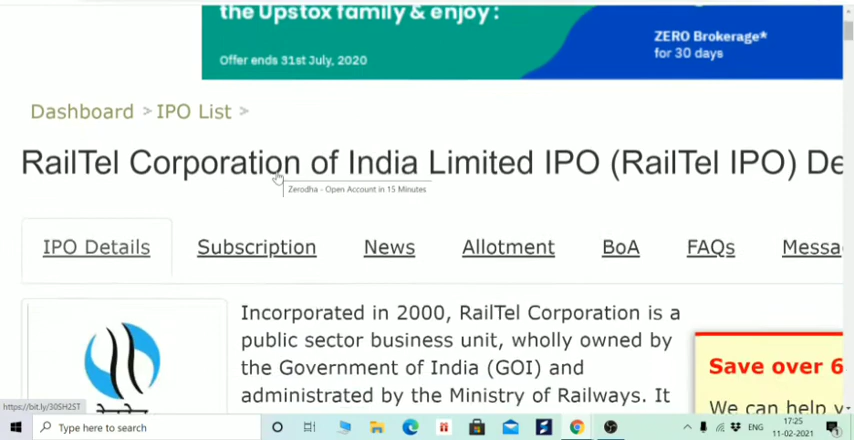 the Upstox family & enjoy:
Offer ends 31st July, 2020
ZERO Brokerage*
for 30 days
Dashboard > IPO List >
RailTel Corporation of India Limited IPO (RailTel IPO) De
Zerodha - Open Account in 15 Minutes
IPO Details Subscription News Allotment BoA FAQs Messa
Incorporated in 2000, RailTel Corporation is a
public sector business unit, wholly owned by
the Government of India (GOI) and
administrated by the Ministry of Railways. It
Save over 6
We can help y
https://bit.ly/30SH2ST
Type here to search
ENG
17:25
11-02-2021